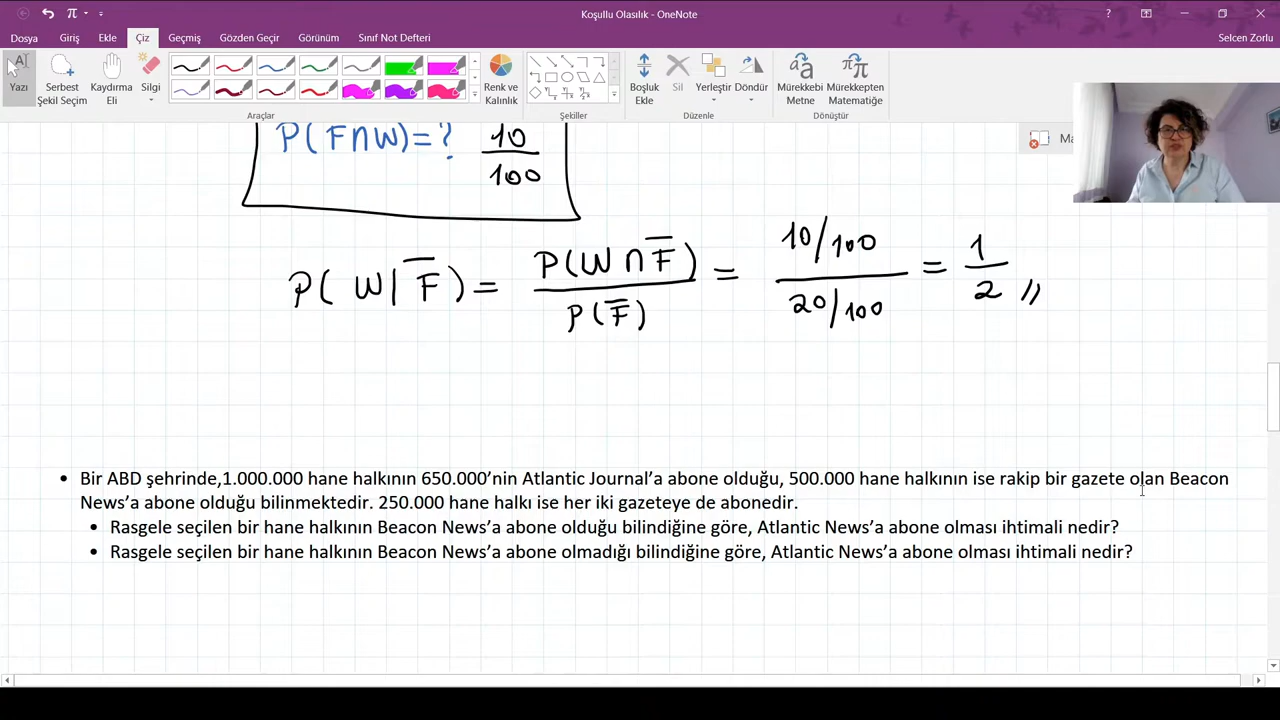 Koşullu Olasılık - OneNote
Dosya Giriş Ekle Çiz Geçmiş Gözden Geçir Görünüm Sınıf Not Defteri Selcen Zorlu
Yazı Serbest Şekil Seçim Kaydırma Eli Silgi Renk ve Kalınlık Boşluk Ekle Sil Yerleştir Döndür Mürekkebi Metne Mürekkepten Matematiğe
Araçlar Şekiller Düzenle Dönüştür
P(F∩W)=? 10/100
Ma
P(W|F̅) = P(W∩F̅)/P(F̅) = 10/100 / 20/100 = 1/2 //
• Bir ABD şehrinde,1.000.000 hane halkının 650.000’nin Atlantic Journal’a abone olduğu, 500.000 hane halkının ise rakip bir gazete olan Beacon
News’a abone olduğu bilinmektedir. 250.000 hane halkı ise her iki gazeteye de abonedir.
• Rasgele seçilen bir hane halkının Beacon News’a abone olduğu bilindiğine göre, Atlantic News’a abone olması ihtimali nedir?
• Rasgele seçilen bir hane halkının Beacon News’a abone olmadığı bilindiğine göre, Atlantic News’a abone olması ihtimali nedir?